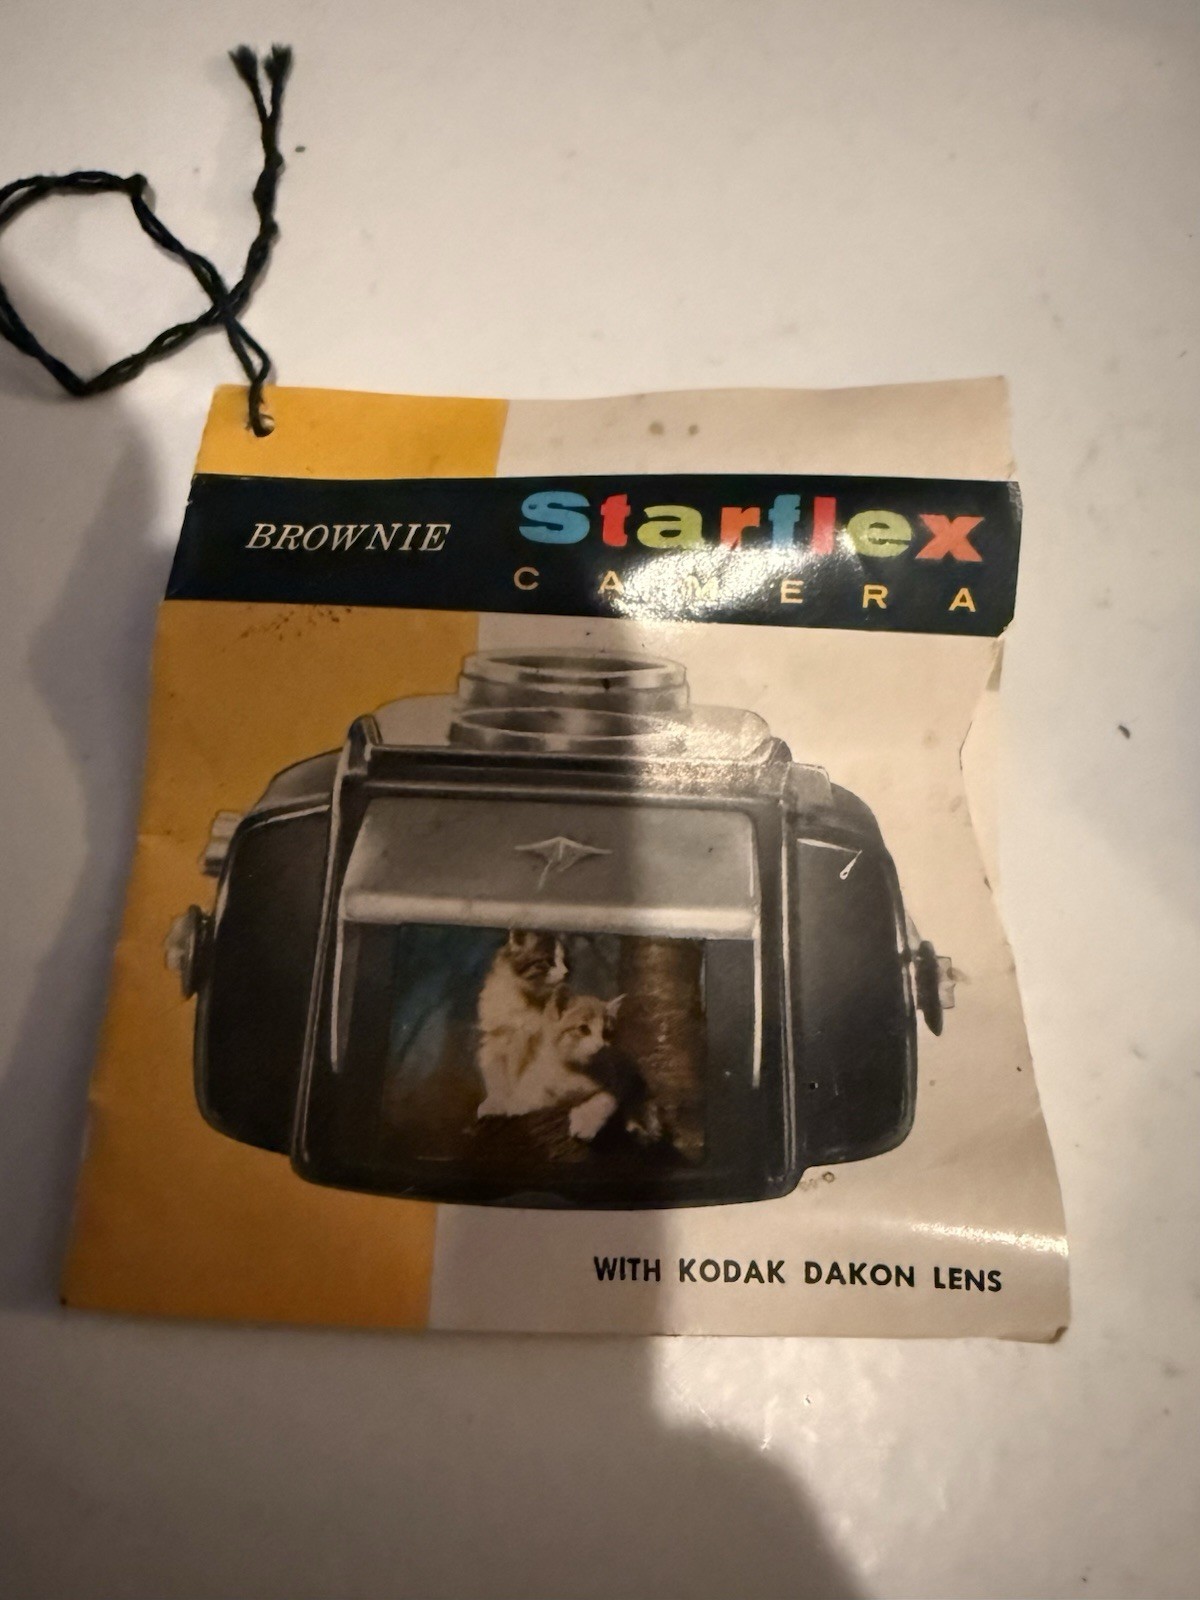 BROWNIE Starflex
CAMERA
WITH KODAK DAKON LENS